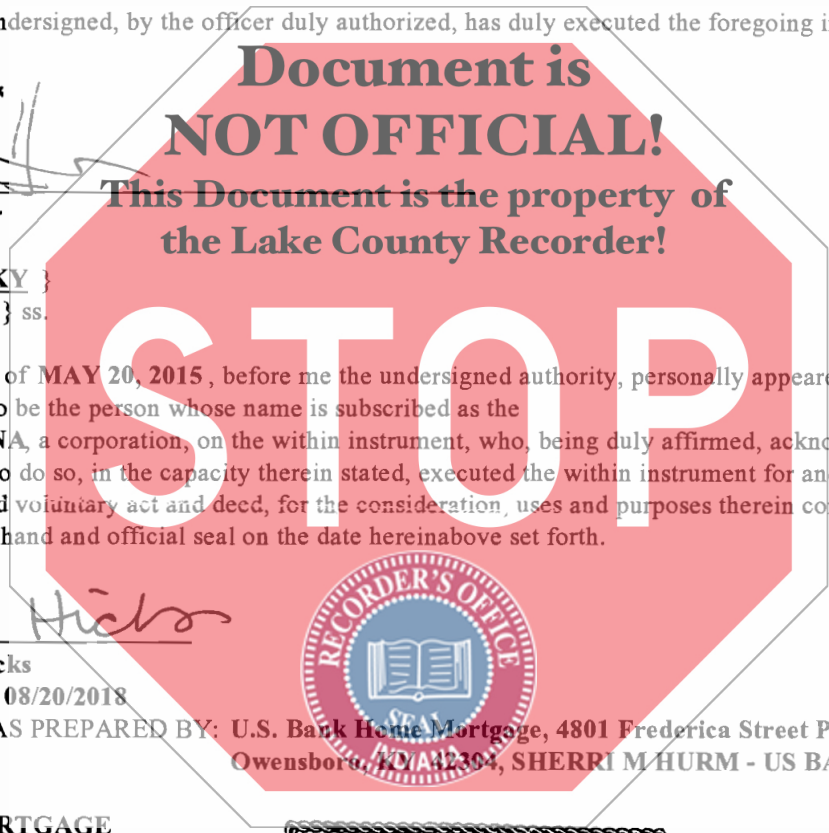 ndersigned, by the officer duly authorized, has duly executed the foregoing i
Document is
NOT OFFICIAL!
This Document is the property of
the Lake County Recorder!
KY }
} ss.
STOP
of MAY 20, 2015 , before me the undersigned authority, personally appeare
o be the person whose name is subscribed as the
NA, a corporation, on the within instrument, who, being duly affirmed, ackno
o do so, in the capacity therein stated, executed the within instrument for an
d voluntary act and deed, for the consideration, uses and purposes therein co
hand and official seal on the date hereinabove set forth.
Hicks
cks
08/20/2018
RECORDER'S OFFICE
SEAL
INDIANA
AS PREPARED BY: U.S. Bank Home Mortgage, 4801 Frederica Street P
Owensboro, KY 42304, SHERRI M HURM - US BA
RTGAGE